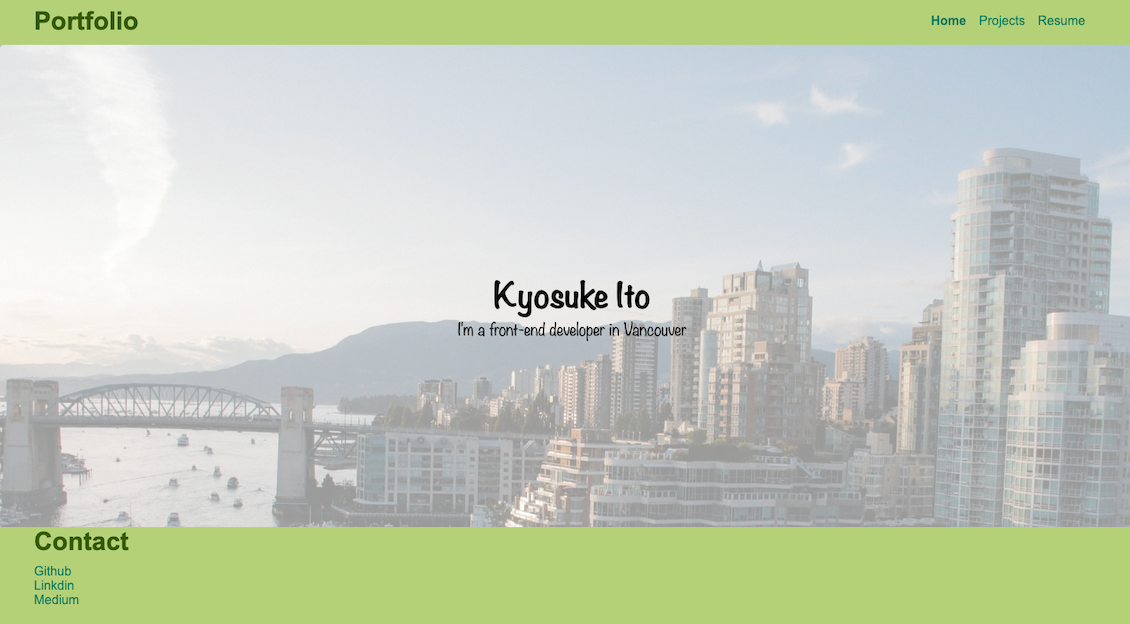 Portfolio
Home Projects Resume
Kyosuke Ito
I'm a front-end developer in Vancouver
Contact
Github
Linkdin
Medium